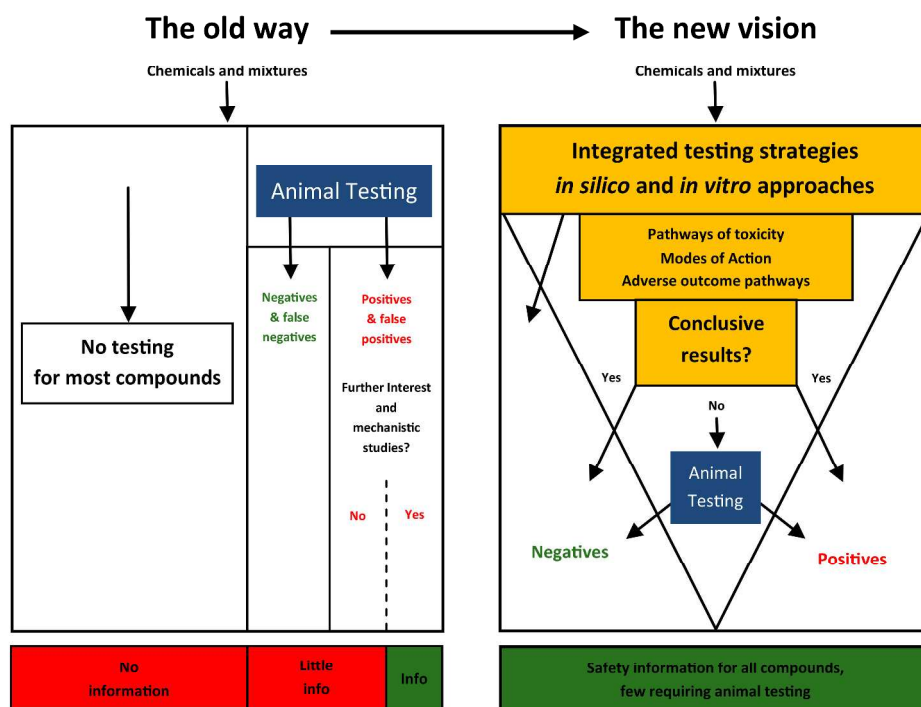 The old way
The new vision
Chemicals and mixtures
Chemicals and mixtures
Animal Testing
No testing
for most compounds
Negatives
& false
negatives
Positives
& false
positives
Further Interest
and
mechanistic
studies?
No
Yes
No
information
Little
info
Info
Integrated testing strategies
in silico and in vitro approaches
Pathways of toxicity
Modes of Action
Adverse outcome pathways
Conclusive
results?
Yes
Yes
No
Animal
Testing
Negatives
Positives
Safety information for all compounds,
few requiring animal testing